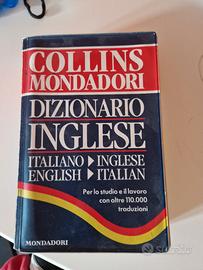 COLLINS
MONDADORI
DIZIONARIO
INGLESE
ITALIANO ▶ INGLESE
ENGLISH ▶ ITALIAN
Per lo studio e il lavoro
con oltre 110.000
traduzioni
MONDADORI
subito